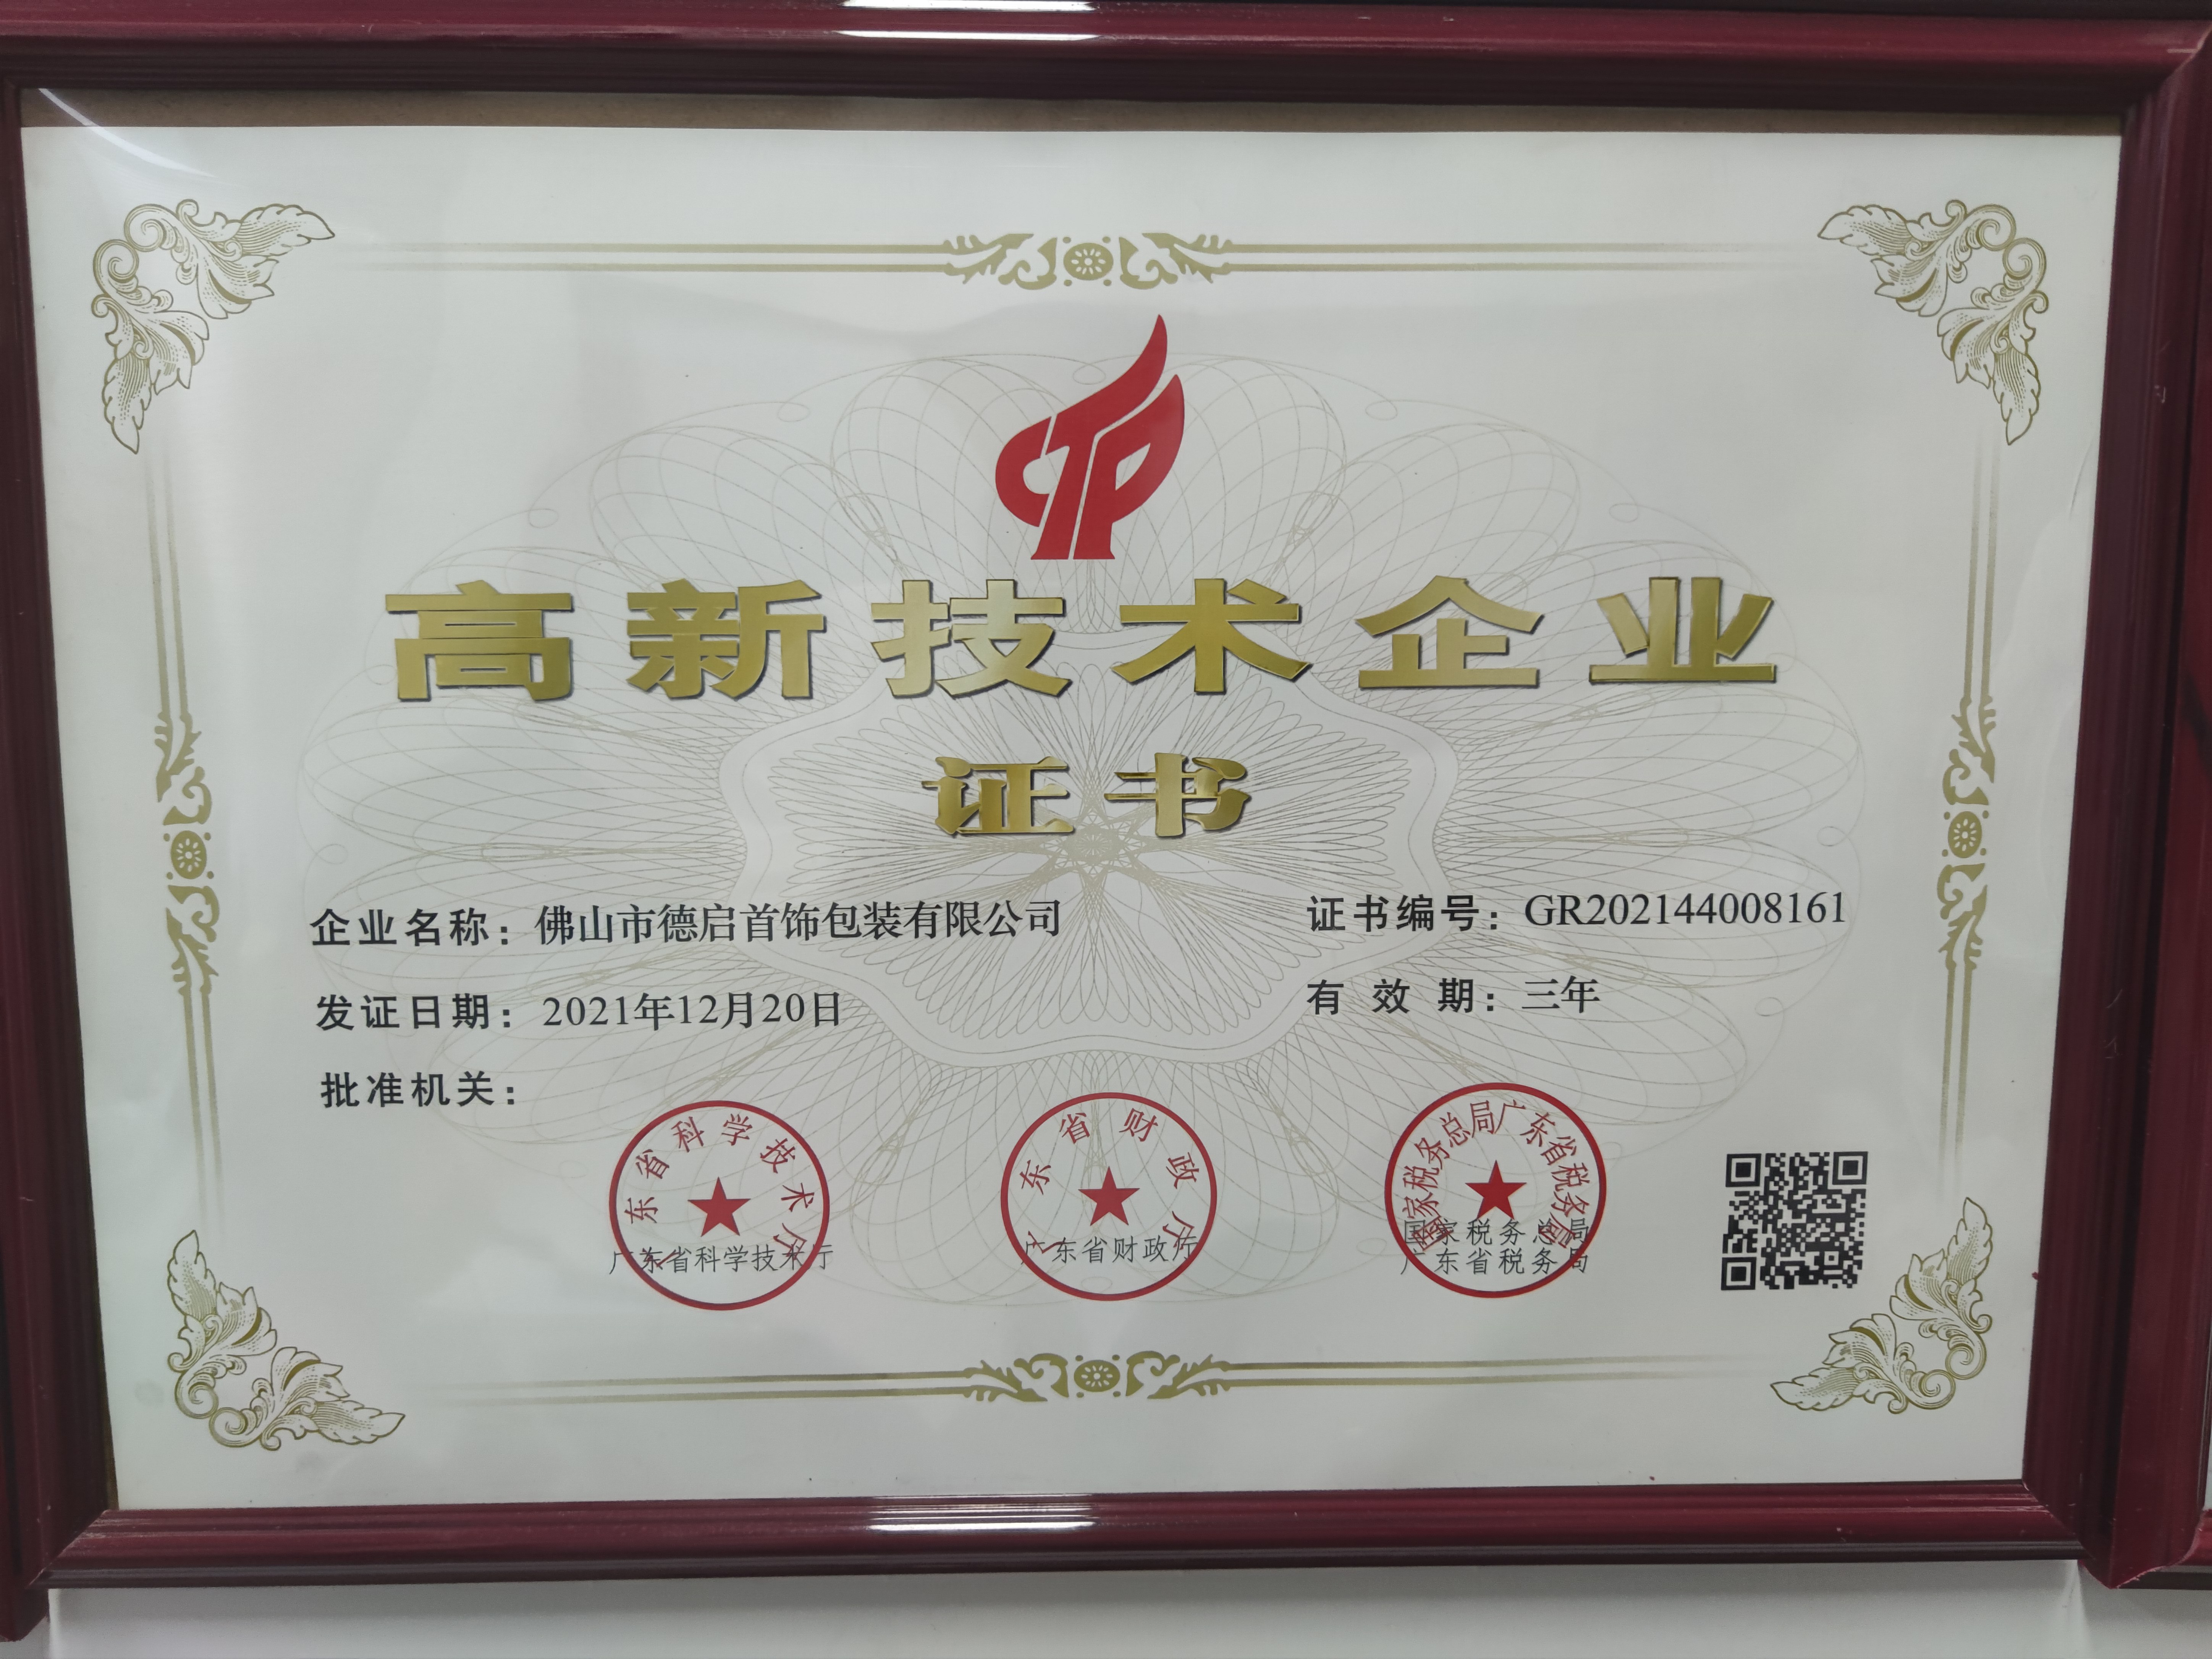 高新技术企业
证书
企业名称：佛山市德启首饰包装有限公司
证书编号：GR202144008161
发证日期：2021年12月20日
有效期：三年
批准机关：
广东省科学技术厅
广东省科学技术厅
广东省财政厅
广东省财政厅
国家税务总局广东省税务局
国家税务总局
广东省税务局